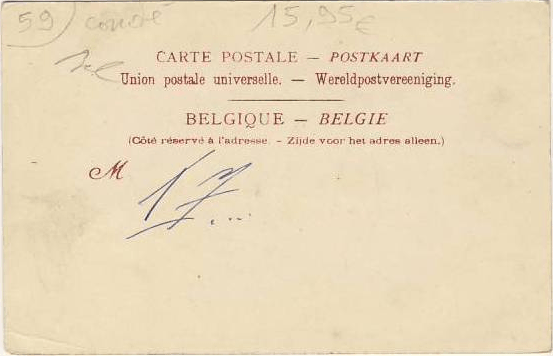 59) condé 15,95€
CARTE POSTALE — POSTKAART
Union postale universelle. — Wereldpostvereeniging.
BELGIQUE — BELGIE
(Côté réservé à l'adresse. - Zijde voor het adres alleen.)
M
17...